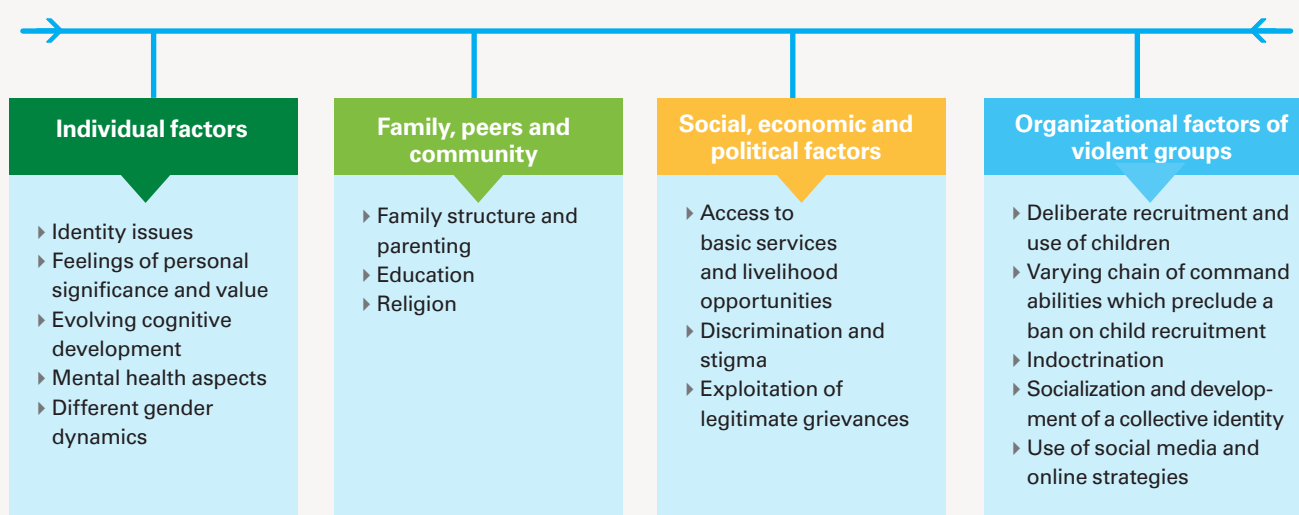 Individual factors
Identity issues
Feelings of personal
significance and value
Evolving cognitive
development
Mental health aspects
Different gender
dynamics
Family, peers and
community
Family structure and
parenting
Education
Religion
Social, economic and
political factors
Access to
basic services
and livelihood
opportunities
Discrimination and
stigma
Exploitation of
legitimate grievances
Organizational factors of
violent groups
Deliberate recruitment and
use of children
Varying chain of command
abilities which preclude a
ban on child recruitment
Indoctrination
Socialization and develop-
ment of a collective identity
Use of social media and
online strategies